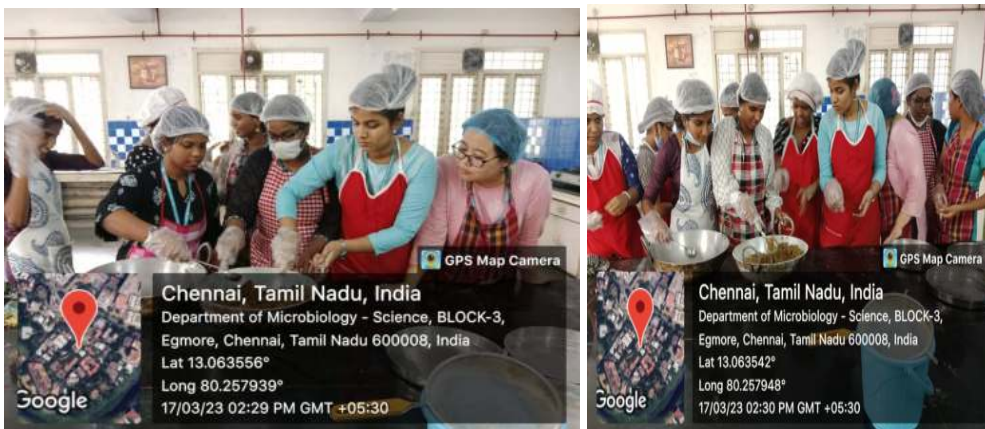 GPS Map Camera
Chennai, Tamil Nadu, India
Department of Microbiology - Science, BLOCK-3,
Egmore, Chennai, Tamil Nadu 600008, India
Lat 13.063556°
Long 80.257939°
17/03/23 02:29 PM GMT +05:30
Google
GPS Map Camera
Chennai, Tamil Nadu, India
Department of Microbiology - Science, BLOCK-3,
Egmore, Chennai, Tamil Nadu 600008, India
Lat 13.063542°
Long 80.257948°
17/03/23 02:30 PM GMT +05:30
Google